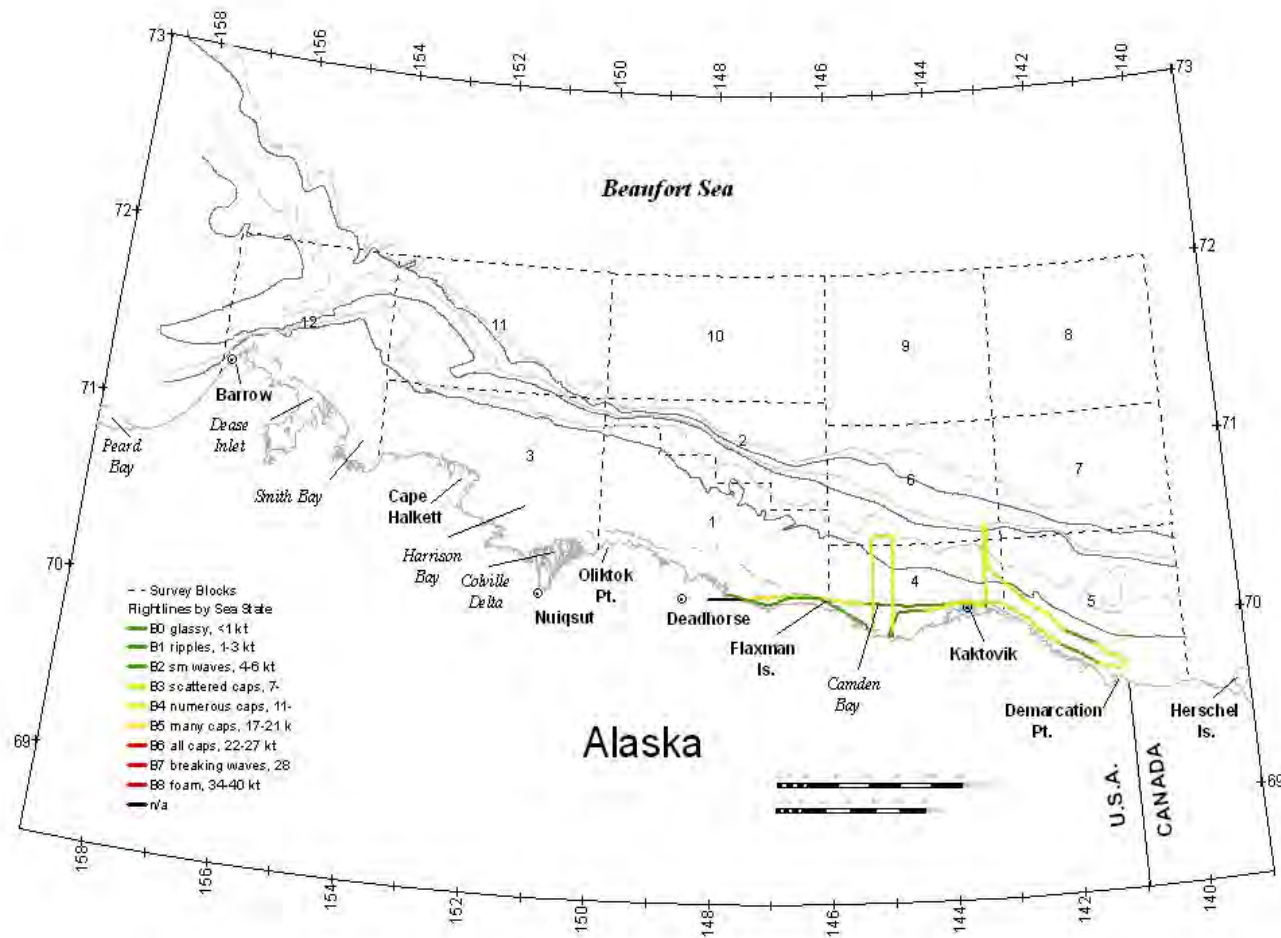 158
156
154
152
150
148
146
144
142
140
73
73
Beaufort Sea
72
72
11
10
9
8
12
71
71
Barrow
Peard
Bay
Dease
Inlet
Smith Bay
3
2
6
7
Cape
Halkett
1
Harrison
Bay
Colville
Delta
Oliktok
Pt.
Nuiqsut
Deadhorse
4
5
70
70
Flaxman
Is.
Camden
Bay
Kaktovik
Demarcation
Pt.
Herschel
Is.
Alaska
U.S.A.
CANADA
69
69
-- Survey Blocks
Flightlines by Sea State
B0 glassy, <1 kt
B1 ripples, 1-3 kt
B2 sm waves, 4-6 kt
B3 scattered caps, 7-
B4 numerous caps, 11-
B5 many caps, 17-21 k
B6 all caps, 22-27 kt
B7 breaking waves, 28
B8 foam, 34-40 kt
n/a
158
156
152
150
148
146
144
142
140